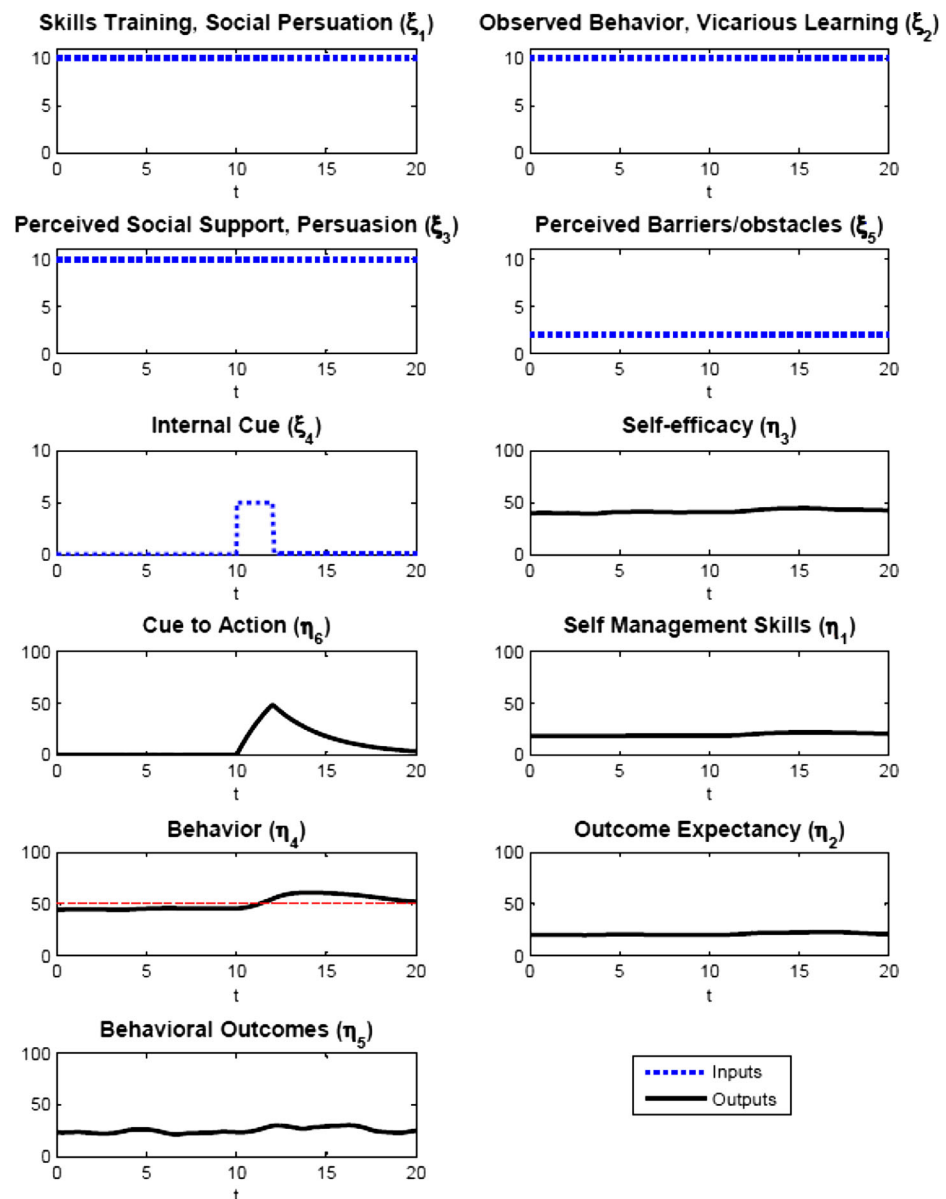 Skills Training, Social Persuation (ξ1)
10
5
0
0 5 10 15 20
t
Observed Behavior, Vicarious Learning (ξ2)
10
5
0
0 5 10 15 20
t
Perceived Social Support, Persuasion (ξ3)
10
5
0
0 5 10 15 20
t
Perceived Barriers/obstacles (ξ5)
10
5
0
0 5 10 15 20
t
Internal Cue (ξ4)
10
5
0
0 5 10 15 20
t
Self-efficacy (η3)
100
50
0
0 5 10 15 20
t
Cue to Action (η6)
100
50
0
0 5 10 15 20
t
Self Management Skills (η1)
100
50
0
0 5 10 15 20
t
Behavior (η4)
100
50
0
0 5 10 15 20
t
Outcome Expectancy (η2)
100
50
0
0 5 10 15 20
t
Behavioral Outcomes (η5)
100
50
0
0 5 10 15 20
t
Inputs
Outputs